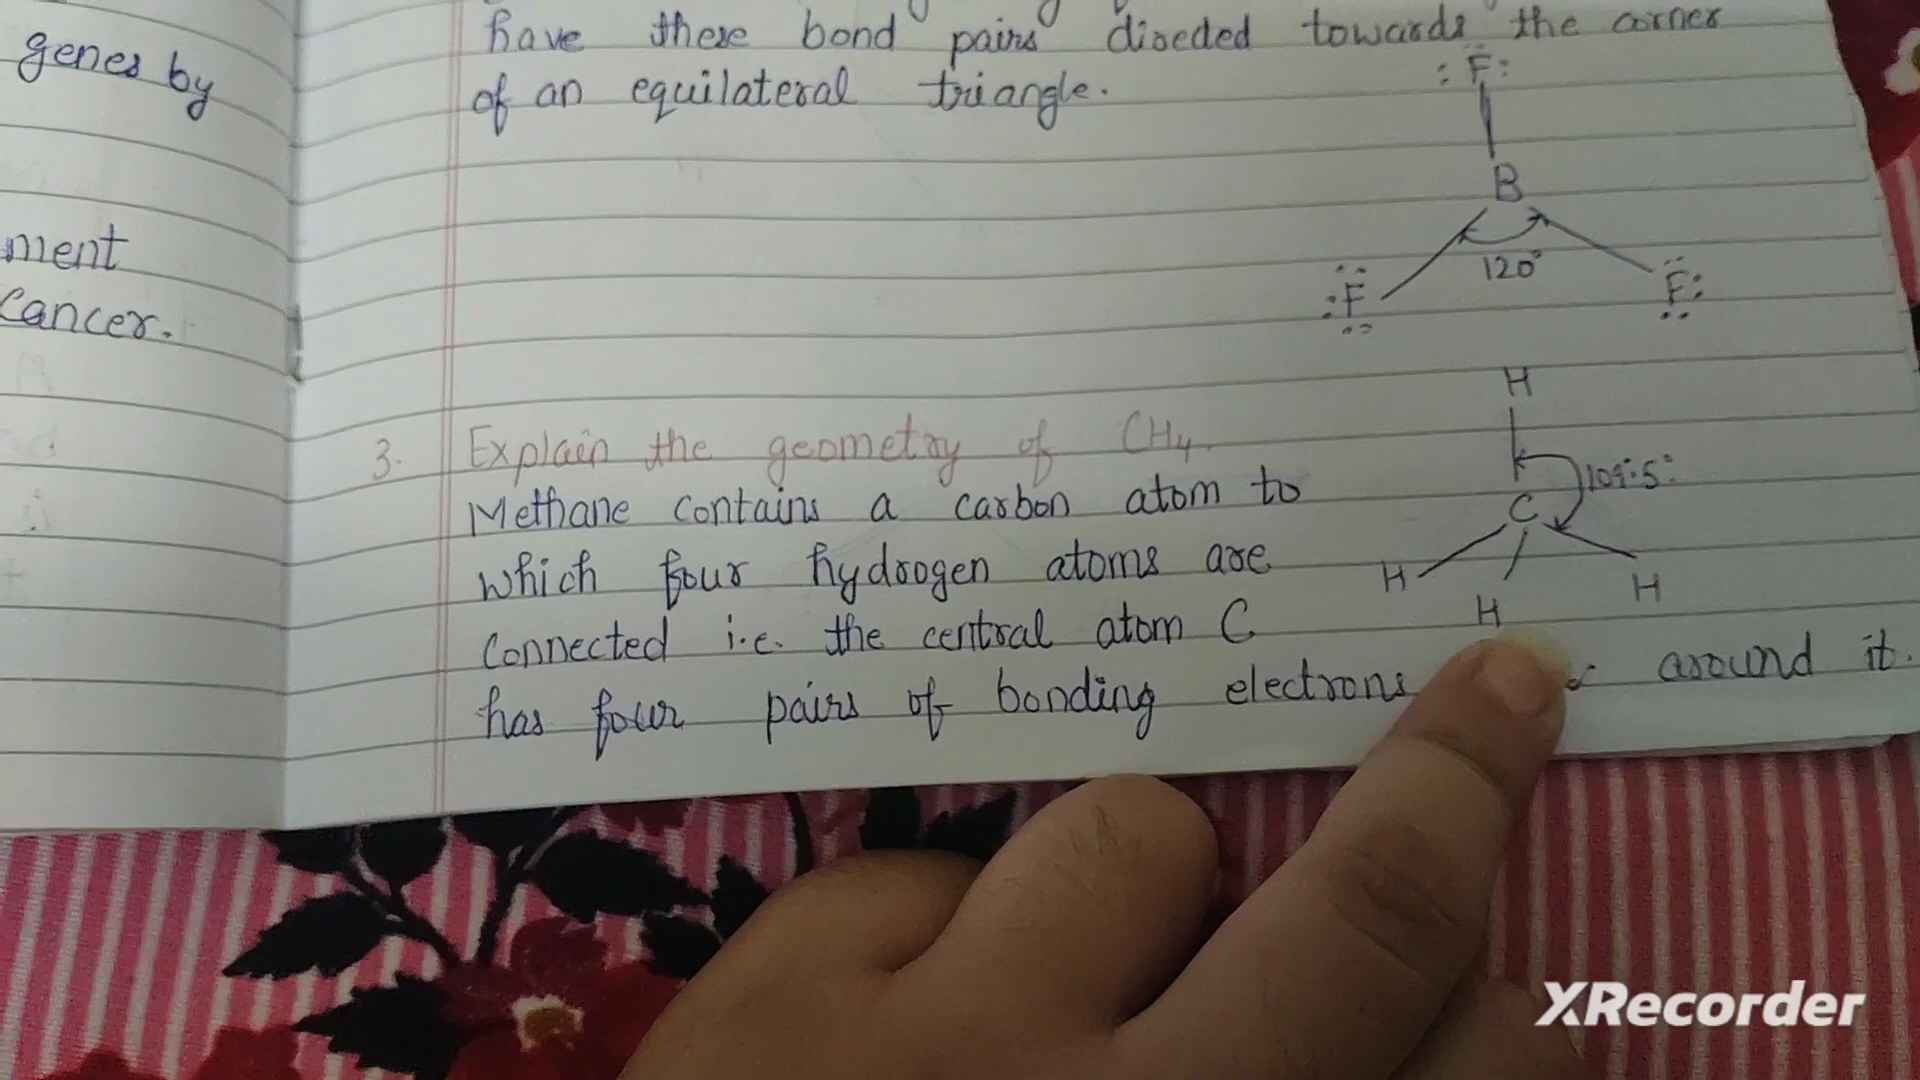 genes by
ment
cancer.
have these bond pairs directed towards the corner
of an equilateral triangle.
:F:
B
120°
:F
F:
3. Explain the geometry of CH4.
Methane contains a carbon atom to
which four hydrogen atoms are
connected i.e. the central atom C
has four pairs of bonding electrons around it.
H
109.5°
C
H
H
H
XRecorder